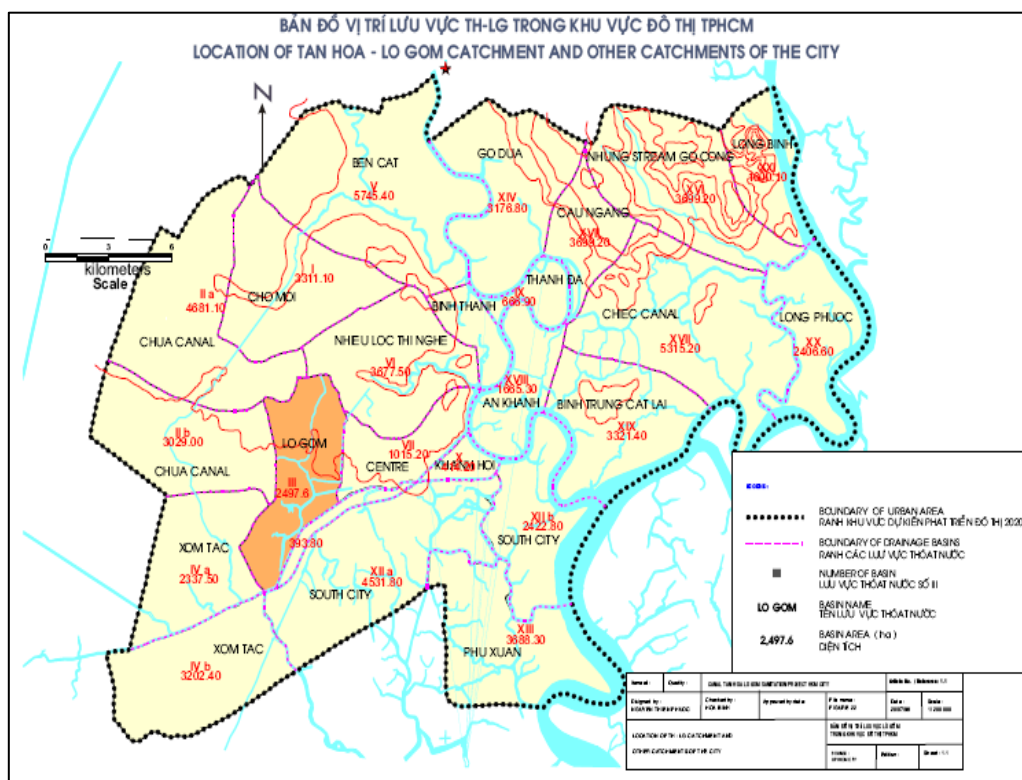 BẢN ĐỒ VỊ TRÍ LƯU VỰC TH-LG TRONG KHU VỰC ĐÔ THỊ TPHCM
LOCATION OF TAN HOA - LO GOM CATCHMENT AND OTHER CATCHMENTS OF THE CITY
N
BEN CAT
V
5745.40
GO DUA
XIV
3176.80
NHUNG STREAM GO CONG
XVI
3699.20
LONG BINH
XXI
CAU NGANG
3699.20
0 3 6
kilometers
Scale
I
3311.10
CHO MOI
II a
4681.10
CHUA CANAL
BINH THANH
THANH DA
IX
666.90
CHIEC CANAL
XVII
5315.20
LONG PHUOC
XX
2406.60
NHIEU LOC THI NGHE
VI
3677.50
XVIII
1665.30
AN KHANH
BINH TRUNG CAT LAI
XIX
3321.40
II b
3029.00
CHUA CANAL
LO GOM
III
2497.6
VII
1015.20
CENTRE
KHANH HOI
X
393.80
XOM TAC
IV a
2337.50
XII a
4531.80
SOUTH CITY
XII b
2422.80
SOUTH CITY
XIII
3688.30
PHU XUAN
XOM TAC
IV b
3202.40
BOUNDARY OF URBAN AREA
RANH KHU VỰC DỰ KIẾN PHÁT TRIỂN ĐÔ THỊ 2020
BOUNDARY OF DRAINAGE BASINS
RANH CÁC LƯU VỰC THOÁT NƯỚC
NUMBER OF BASIN
LƯU VỰC THOÁT NƯỚC SỐ III
LO GOM
BASIN NAME
TÊN LƯU VỰC THOÁT NƯỚC
2,497.6
BASIN AREA ( ha )
DIỆN TÍCH
LOCATION OF TH - LG CATCHMENT AND
OTHER CATCHMENTS OF THE CITY